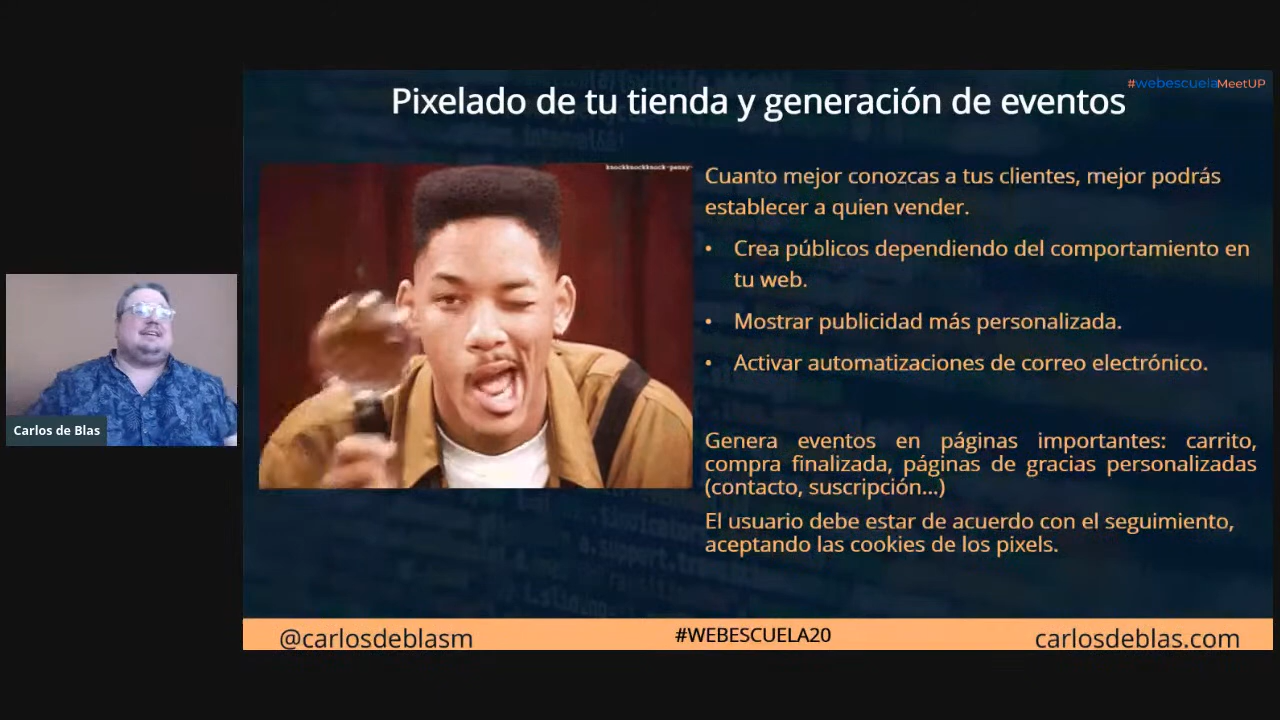 #webescuelaMeetUP
Pixelado de tu tienda y generación de eventos
knockknockknock-penny
Cuanto mejor conozcas a tus clientes, mejor podrás
establecer a quien vender.
• Crea públicos dependiendo del comportamiento en
tu web.
• Mostrar publicidad más personalizada.
• Activar automatizaciones de correo electrónico.
Genera eventos en páginas importantes: carrito,
compra finalizada, páginas de gracias personalizadas
(contacto, suscripción...)
El usuario debe estar de acuerdo con el seguimiento,
aceptando las cookies de los pixels.
Carlos de Blas
@carlosdeblasm
#WEBESCUELA20
carlosdeblas.com